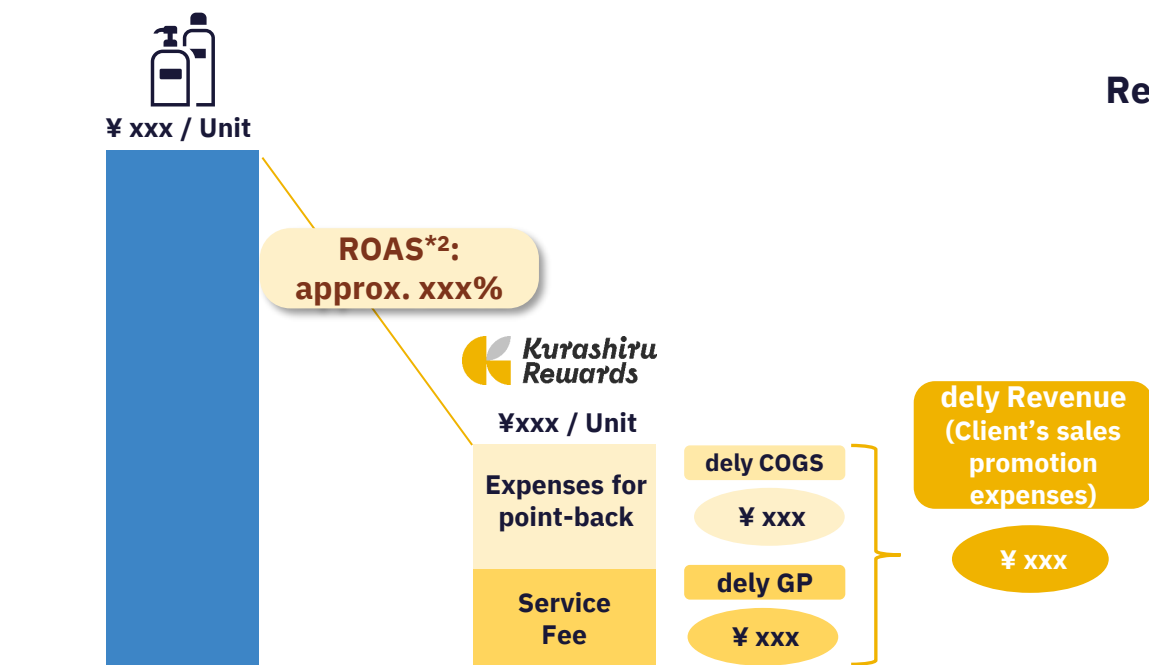 Re
¥ xxx / Unit
ROAS*2:
approx. xxx%
Kurashiru
Rewards
¥xxx / Unit
Expenses for
point-back
Service
Fee
dely COGS
¥ xxx
dely GP
¥ xxx
dely Revenue
(Client's sales
promotion
expenses)
¥ xxx